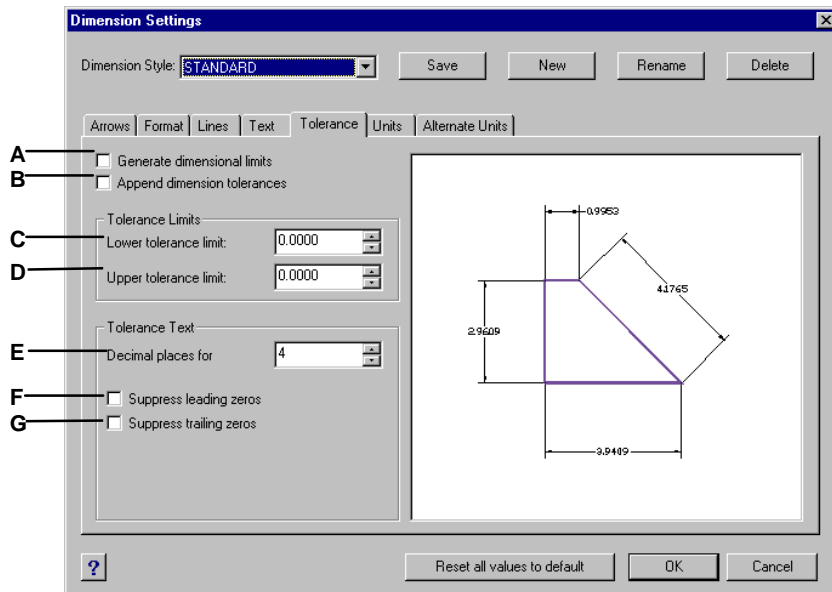 Dimension Settings
Dimension Style: STANDARD Save New Rename Delete
Arrows Format Lines Text Tolerance Units Alternate Units
A Generate dimensional limits
B Append dimension tolerances
Tolerance Limits
C Lower tolerance limit: 0.0000
D Upper tolerance limit: 0.0000
Tolerance Text
E Decimal places for 4
F Suppress leading zeros
G Suppress trailing zeros
0.9953
4.1765
2.9609
3.9409
? Reset all values to default OK Cancel